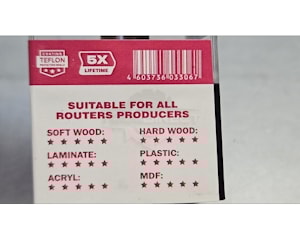 COATING
TEFLON
5X
LIFETIME
4 603736 033067
SUITABLE FOR ALL
ROUTERS PRODUCERS
SOFT WOOD:
HARD WOOD:
LAMINATE:
PLASTIC:
ACRYL:
MDF: